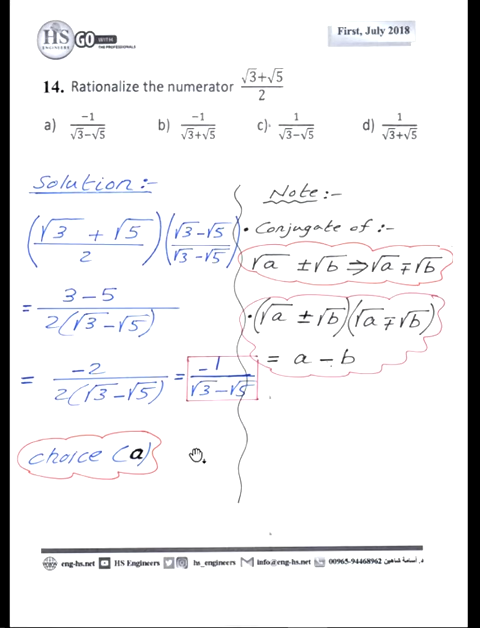 HS GO WITH
ENGINEERS THE PROFESSIONALS
First, July 2018
14. Rationalize the numerator (√3+√5)/2
a) -1/(√3-√5) b) -1/(√3+√5) c) 1/(√3-√5) d) 1/(√3+√5)
Solution:-
((√3 + √5)/2)((√3-√5)/(√3-√5))
= (3-5)/(2(√3-√5))
= -2/(2(√3-√5)) = -1/(√3-√5)
choice (a)
Note:-
• Conjugate of :-
√a ± √b ⇒ √a ∓ √b
• (√a ± √b)(√a ∓ √b)
= a - b
eng-hs.net HS Engineers hs_engineers info@eng-hs.net 00965-94468962 د. أسامة شاهين